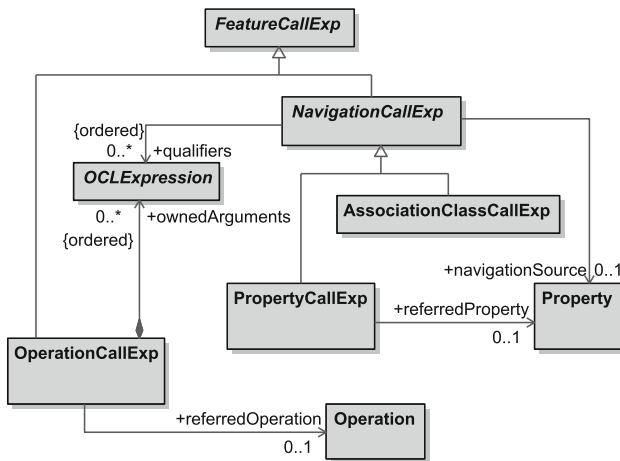 FeatureCallExp
NavigationCallExp
{ordered}
0..* +qualifiers
OCLExpression
0..* +ownedArguments
{ordered}
AssociationClassCallExp
+navigationSource 0..1
PropertyCallExp
+referredProperty
0..1
Property
OperationCallExp
+referredOperation
0..1
Operation